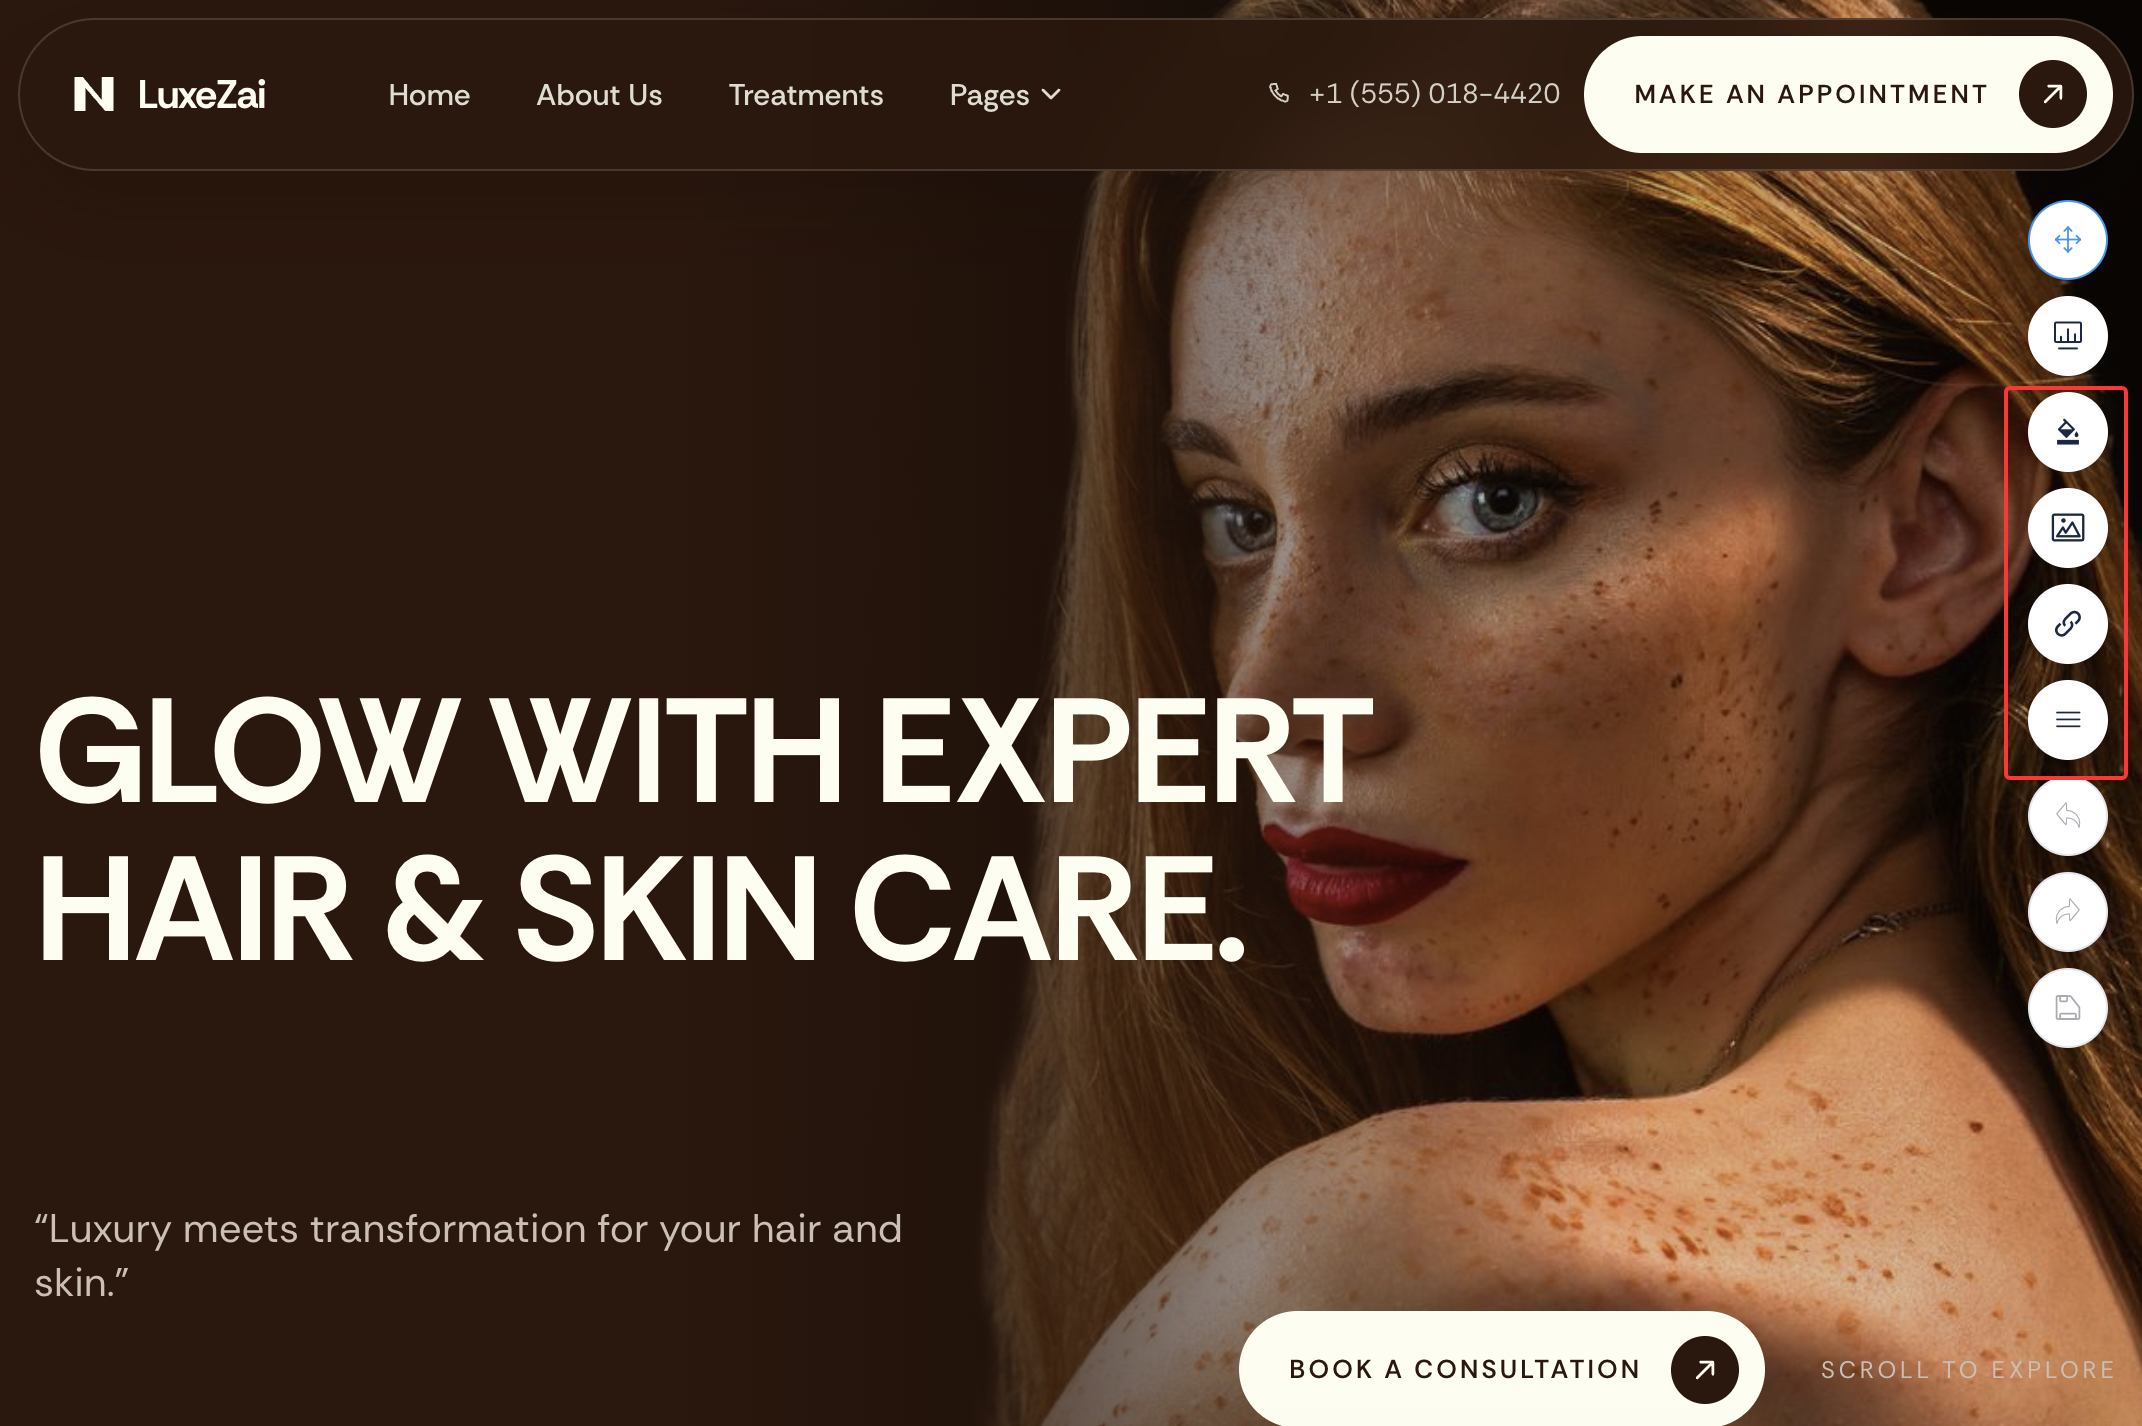 N LuxeZai
Home
About Us
Treatments
Pages
+1 (555) 018-4420
MAKE AN APPOINTMENT
GLOW WITH EXPERT
HAIR & SKIN CARE.
“Luxury meets transformation for your hair and
skin.”
BOOK A CONSULTATION
SCROLL TO EXPLORE